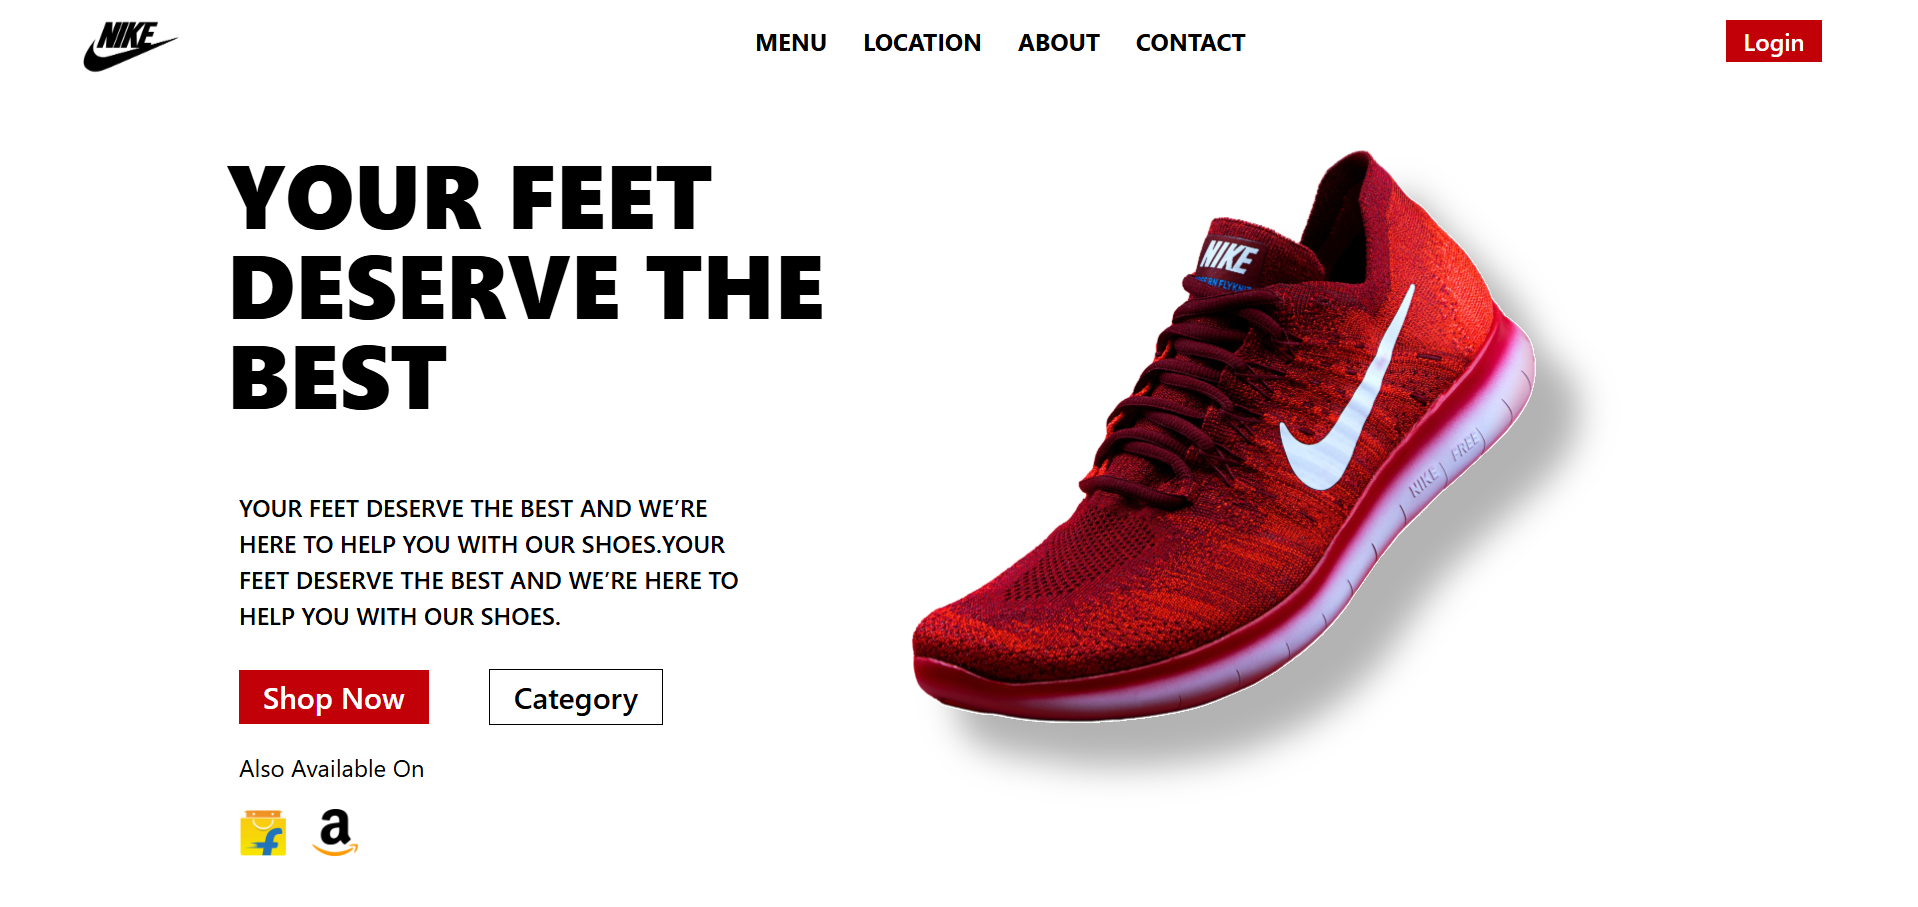 NIKE
MENU LOCATION ABOUT CONTACT
Login
YOUR FEET
DESERVE THE
BEST
YOUR FEET DESERVE THE BEST AND WE’RE
HERE TO HELP YOU WITH OUR SHOES.YOUR
FEET DESERVE THE BEST AND WE’RE HERE TO
HELP YOU WITH OUR SHOES.
Shop Now
Category
Also Available On
f
a
NIKE
NIKE FREE